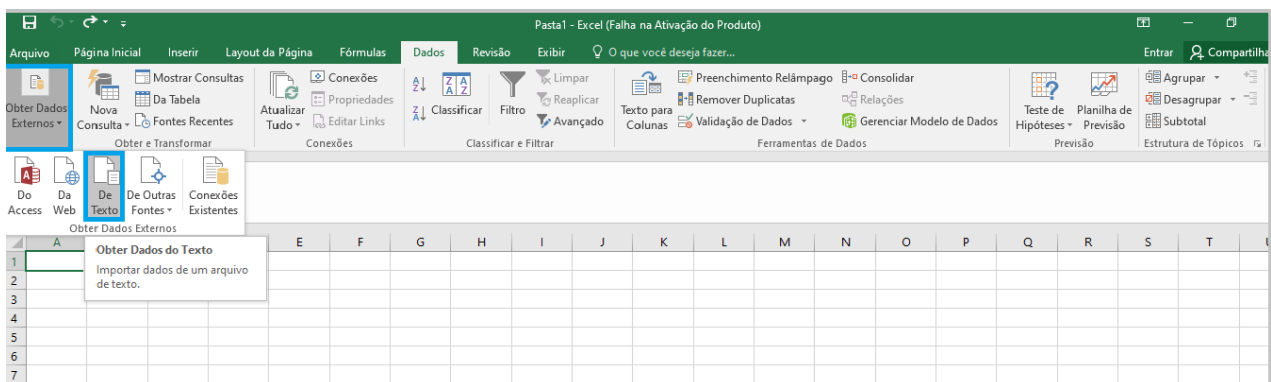 Pasta1 - Excel (Falha na Ativação do Produto)
Arquivo Página Inicial Inserir Layout da Página Fórmulas Dados Revisão Exibir O que você deseja fazer... Entrar Compartilha
Obter Dados Externos
Nova Consulta
Mostrar Consultas
Da Tabela
Fontes Recentes
Obter e Transformar
Atualizar Tudo
Conexões
Propriedades
Editar Links
Conexões
Classificar
Filtro
Limpar
Reaplicar
Avançado
Classificar e Filtrar
Texto para Colunas
Preenchimento Relâmpago
Remover Duplicatas
Validação de Dados
Consolidar
Relações
Gerenciar Modelo de Dados
Ferramentas de Dados
Teste de Hipóteses
Planilha de Previsão
Previsão
Agrupar
Desagrupar
Subtotal
Estrutura de Tópicos
Do Access
Da Web
De Texto
De Outras Fontes
Conexões Existentes
Obter Dados Externos
A E F G H I J K L M N O P Q R S T
Obter Dados do Texto
Importar dados de um arquivo
de texto.
1
2
3
4
5
6
7